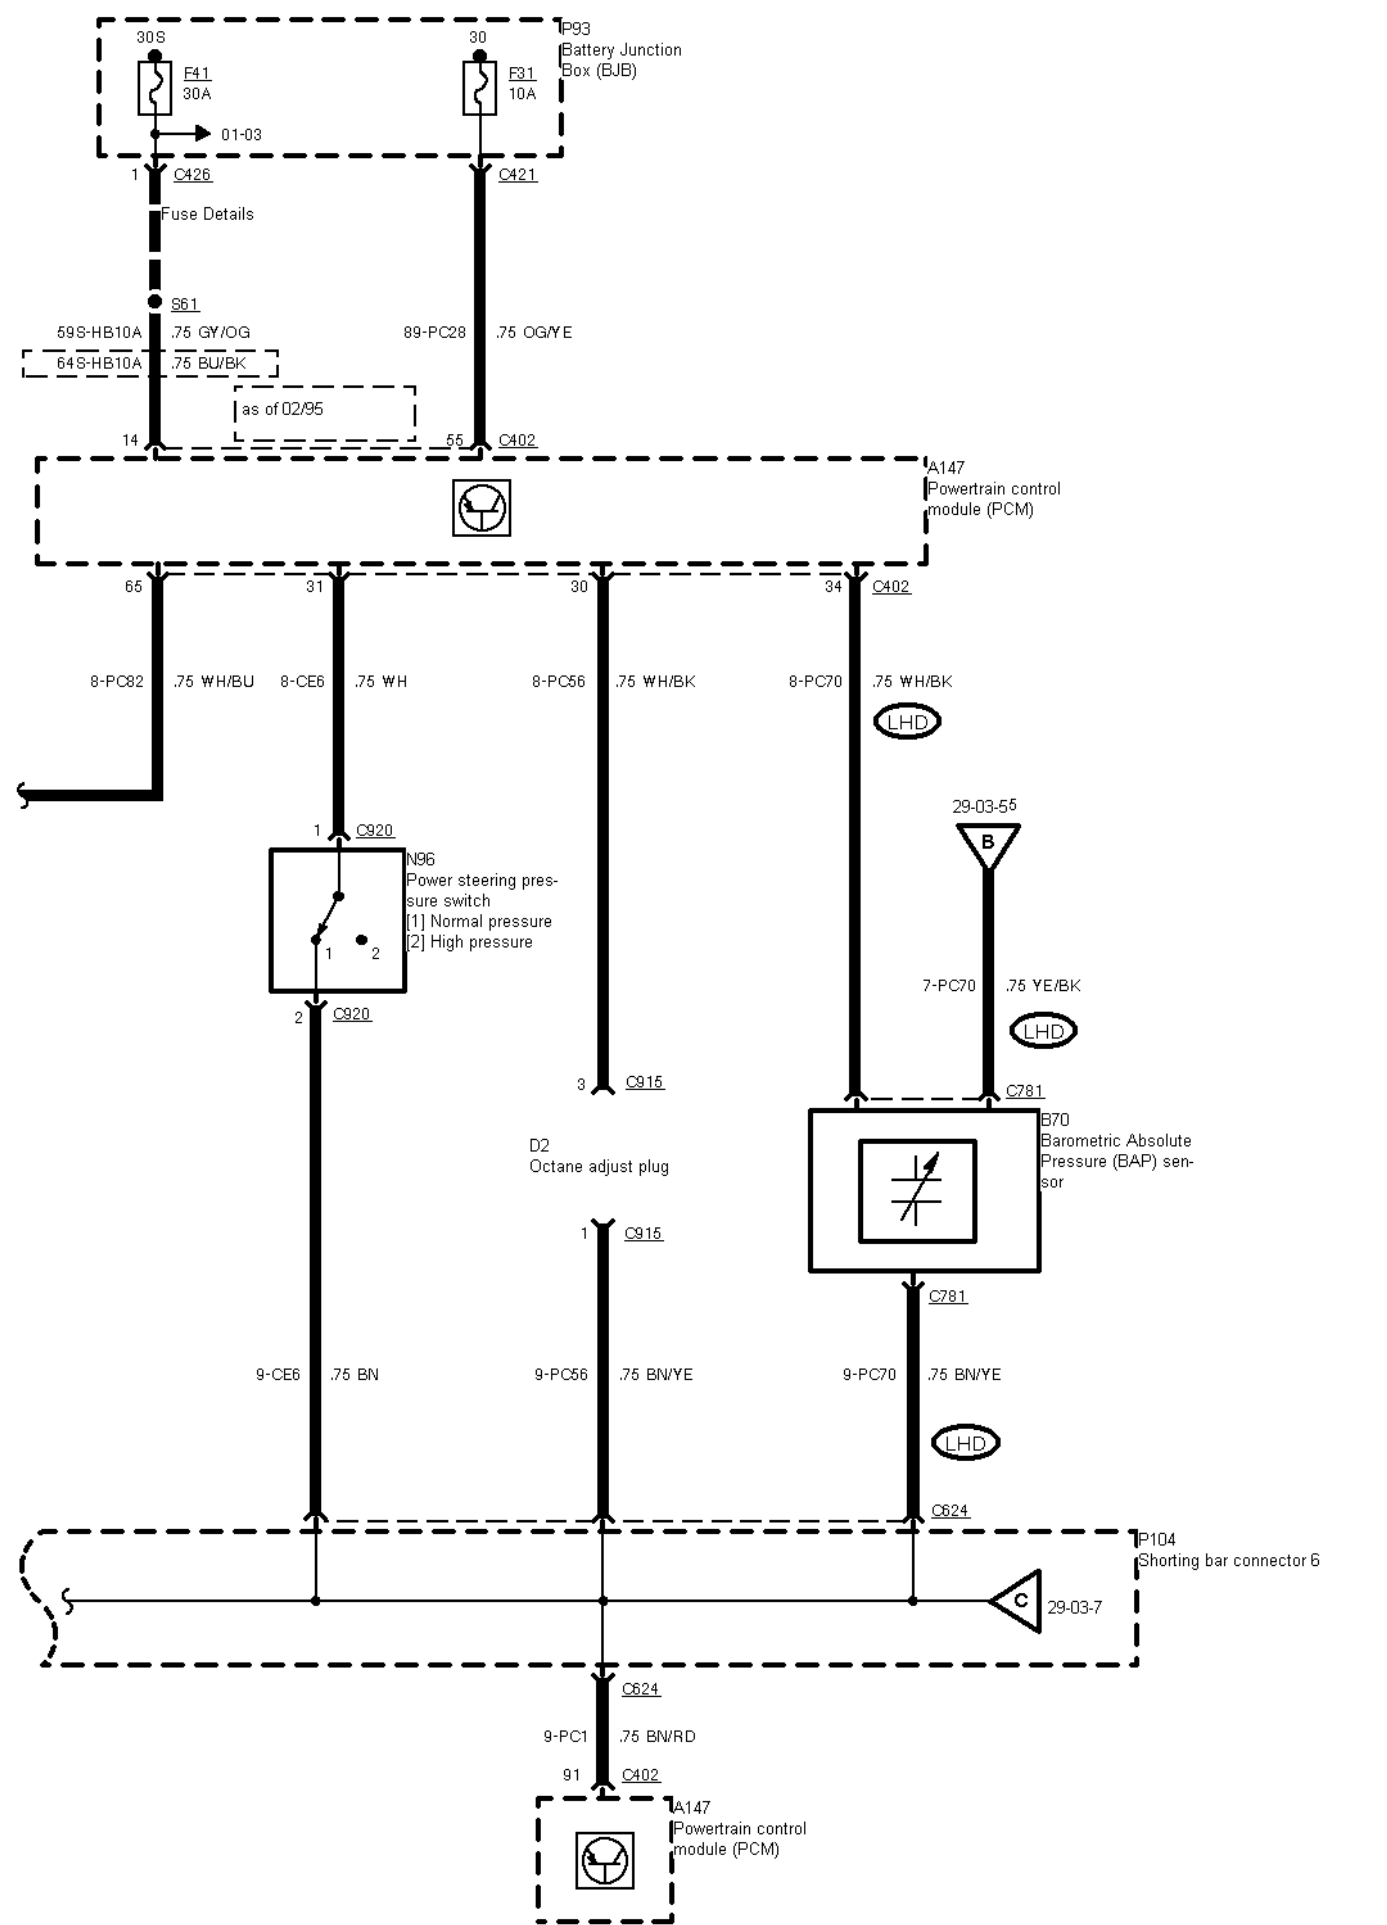 30S
30
P93
Battery Junction
Box (BJB)
F41
30A
F31
10A
01-03
1
C426
C421
Fuse Details
S61
59S-HB10A
.75 GY/OG
89-PC28
.75 OG/YE
64S-HB10A
.75 BU/BK
as of 02/95
14
55
C402
A147
Powertrain control
module (PCM)
65
31
30
34
C402
8-PC82
.75 WH/BU
8-CE6
.75 WH
8-PC56
.75 WH/BK
8-PC70
.75 WH/BK
LHD
29-03-55
B
1
C920
N96
Power steering pres-
sure switch
[1] Normal pressure
[2] High pressure
1
2
7-PC70
.75 YE/BK
LHD
2
C920
3
C915
C781
B70
Barometric Absolute
Pressure (BAP) sen-
sor
D2
Octane adjust plug
1
C915
C781
9-CE6
.75 BN
9-PC56
.75 BN/YE
9-PC70
.75 BN/YE
LHD
C624
P104
Shorting bar connector 6
C
29-03-7
C624
9-PC1
.75 BN/RD
91
C402
A147
Powertrain control
module (PCM)